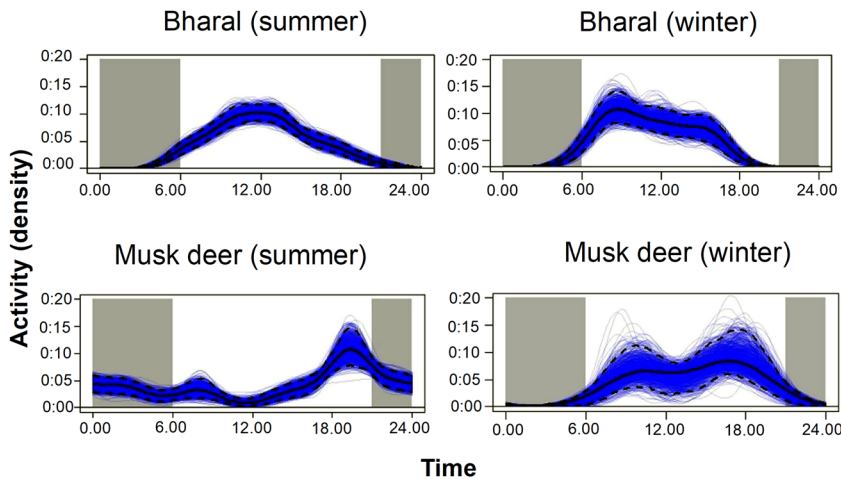 Bharal (summer)
Bharal (winter)
0:20
0:15
0:10
0:05
0:00
0.00 6.00 12.00 18.00 24.00
0:20
0:15
0:10
0:05
0:00
0.00 6.00 12.00 18.00 24.00
Activity (density)
Musk deer (summer)
Musk deer (winter)
0:20
0:15
0:10
0:05
0:00
0.00 6.00 12.00 18.00 24.00
0:20
0:15
0:10
0:05
0:00
0.00 6.00 12.00 18.00 24.00
Time